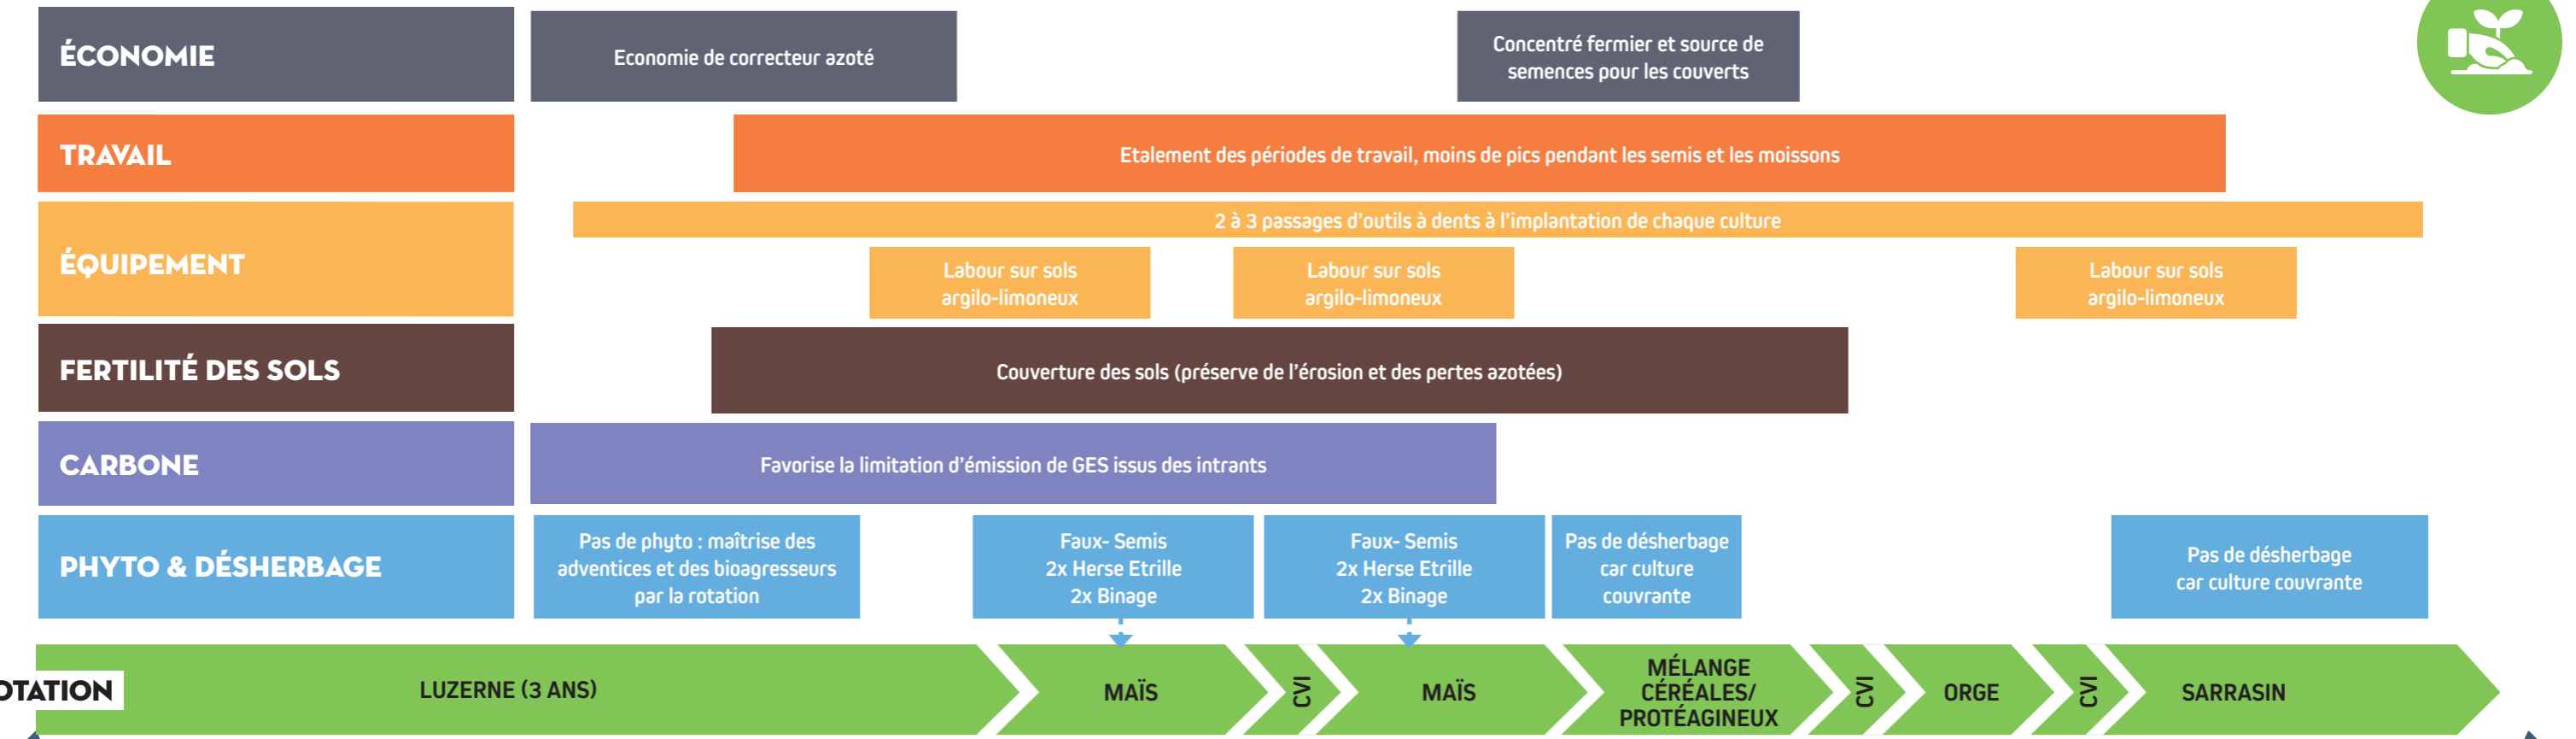 ÉCONOMIE
Economie de correcteur azoté
Concentré fermier et source de
semences pour les couverts
TRAVAIL
Etalement des périodes de travail, moins de pics pendant les semis et les moissons
ÉQUIPEMENT
2 à 3 passages d'outils à dents à l'implantation de chaque culture
Labour sur sols
argilo-limoneux
Labour sur sols
argilo-limoneux
Labour sur sols
argilo-limoneux
FERTILITÉ DES SOLS
Couverture des sols (préserve de l'érosion et des pertes azotées)
CARBONE
Favorise la limitation d'émission de GES issus des intrants
PHYTO & DÉSHERBAGE
Pas de phyto : maîtrise des
adventices et des bioagresseurs
par la rotation
Faux- Semis
2x Herse Etrille
2x Binage
Faux- Semis
2x Herse Etrille
2x Binage
Pas de désherbage
car culture
couvrante
Pas de désherbage
car culture couvrante
OTATION
LUZERNE (3 ANS)
MAÏS
CVI
MAÏS
MÉLANGE
CÉRÉALES/
PROTÉAGINEUX
CVI
ORGE
CVI
SARRASIN